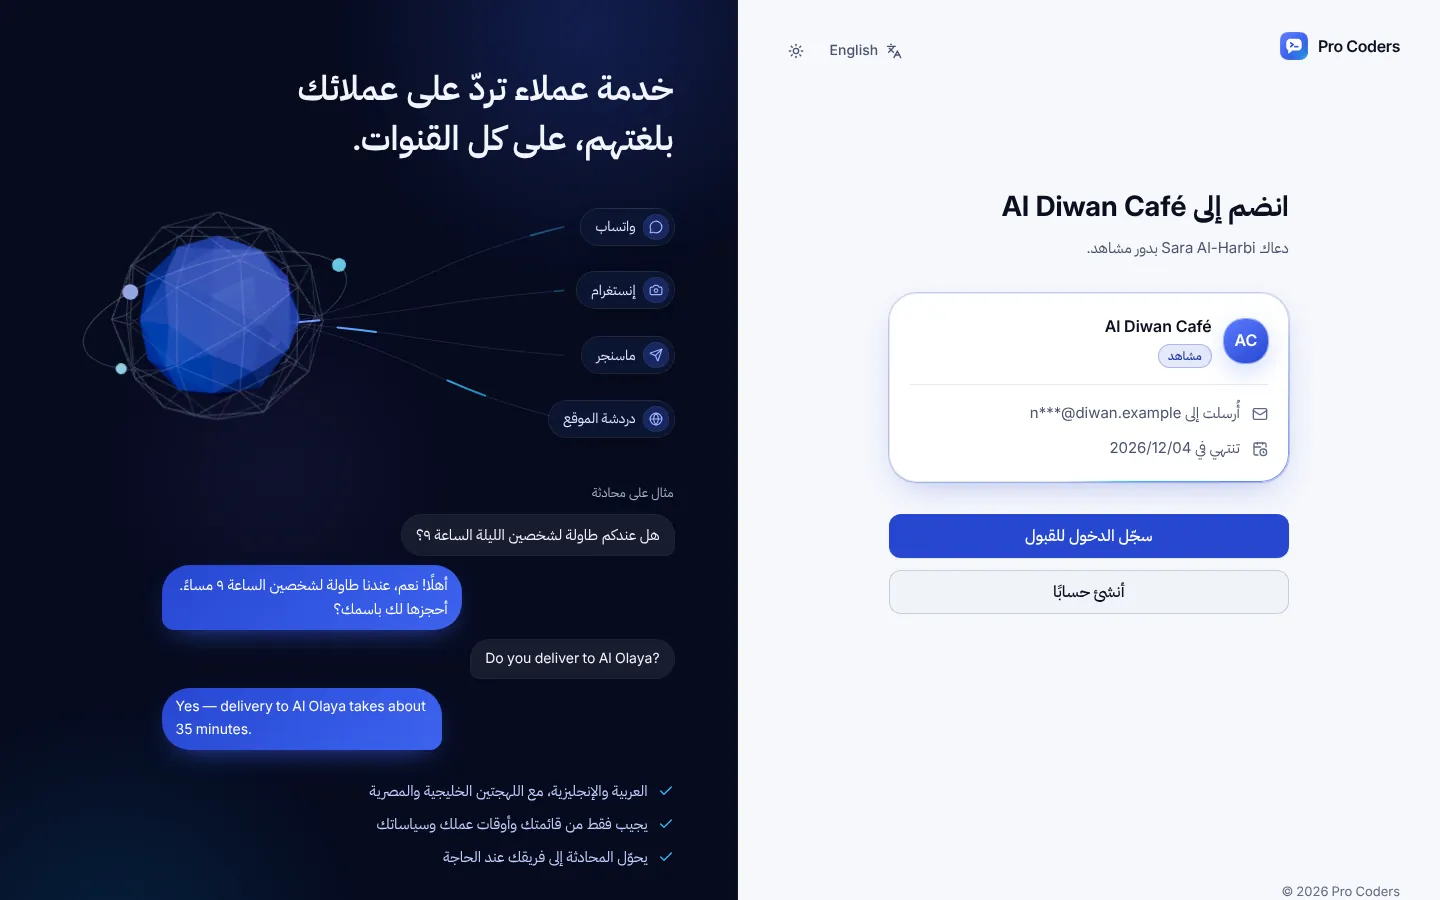 Pro Coders
English
انضم إلى Al Diwan Café
دعاك Sara Al-Harbi بدور مشاهد.
AC
Al Diwan Café
مشاهد
أُرسلت إلى n***@diwan.example
تنتهي في 2026/12/04
سجّل الدخول للقبول
أنشئ حسابًا
© 2026 Pro Coders
خدمة عملاء تردّ على عملائك
بلغتهم، على كل القنوات.
واتساب
إنستغرام
ماسنجر
دردشة الموقع
مثال على محادثة
هل عندكم طاولة لشخصين الليلة الساعة ٩؟
أهلًا! نعم، عندنا طاولة لشخصين الساعة ٩ مساءً.
أحجزها لك باسمك؟
Do you deliver to Al Olaya?
Yes — delivery to Al Olaya takes about
35 minutes.
العربية والإنجليزية، مع اللهجتين الخليجية والمصرية
يجيب فقط من قائمتك وأوقات عملك وسياساتك
يحوّل المحادثة إلى فريقك عند الحاجة